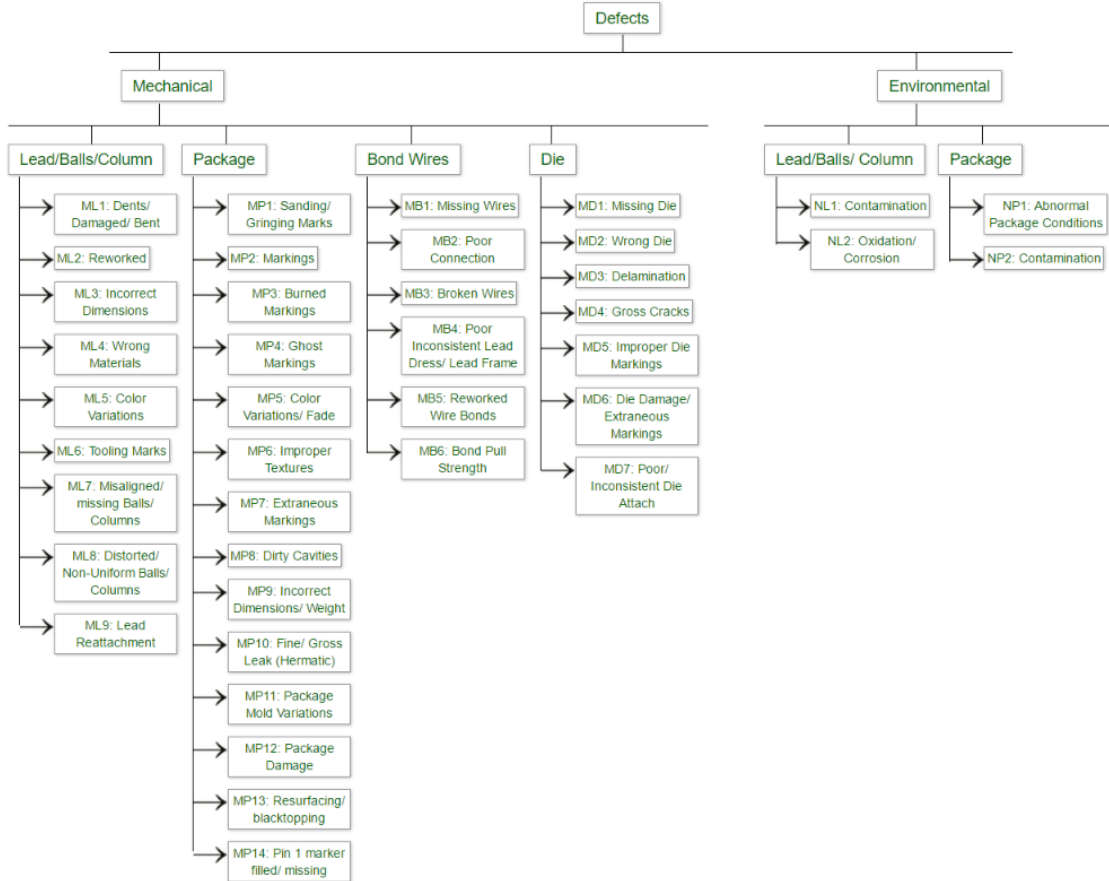 Defects
Mechanical
Environmental
Lead/Balls/Column
Package
Bond Wires
Die
Lead/Balls/ Column
Package
ML1: Dents/
Damaged/ Bent
ML2: Reworked
ML3: Incorrect
Dimensions
ML4: Wrong
Materials
ML5: Color
Variations
ML6: Tooling Marks
ML7: Misaligned/
missing Balls/
Columns
ML8: Distorted/
Non-Uniform Balls/
Columns
ML9: Lead
Reattachment
MP1: Sanding/
Gringing Marks
MP2: Markings
MP3: Burned
Markings
MP4: Ghost
Markings
MP5: Color
Variations/ Fade
MP6: Improper
Textures
MP7: Extraneous
Markings
MP8: Dirty Cavities
MP9: Incorrect
Dimensions/ Weight
MP10: Fine/ Gross
Leak (Hermatic)
MP11: Package
Mold Variations
MP12: Package
Damage
MP13: Resurfacing/
blacktopping
MP14: Pin 1 marker
filled/ missing
MB1: Missing Wires
MB2: Poor
Connection
MB3: Broken Wires
MB4: Poor
Inconsistent Lead
Dress/ Lead Frame
MB5: Reworked
Wire Bonds
MB6: Bond Pull
Strength
MD1: Missing Die
MD2: Wrong Die
MD3: Delamination
MD4: Gross Cracks
MD5: Improper Die
Markings
MD6: Die Damage/
Extraneous
Markings
MD7: Poor/
Inconsistent Die
Attach
NL1: Contamination
NL2: Oxidation/
Corrosion
NP1: Abnormal
Package Conditions
NP2: Contamination